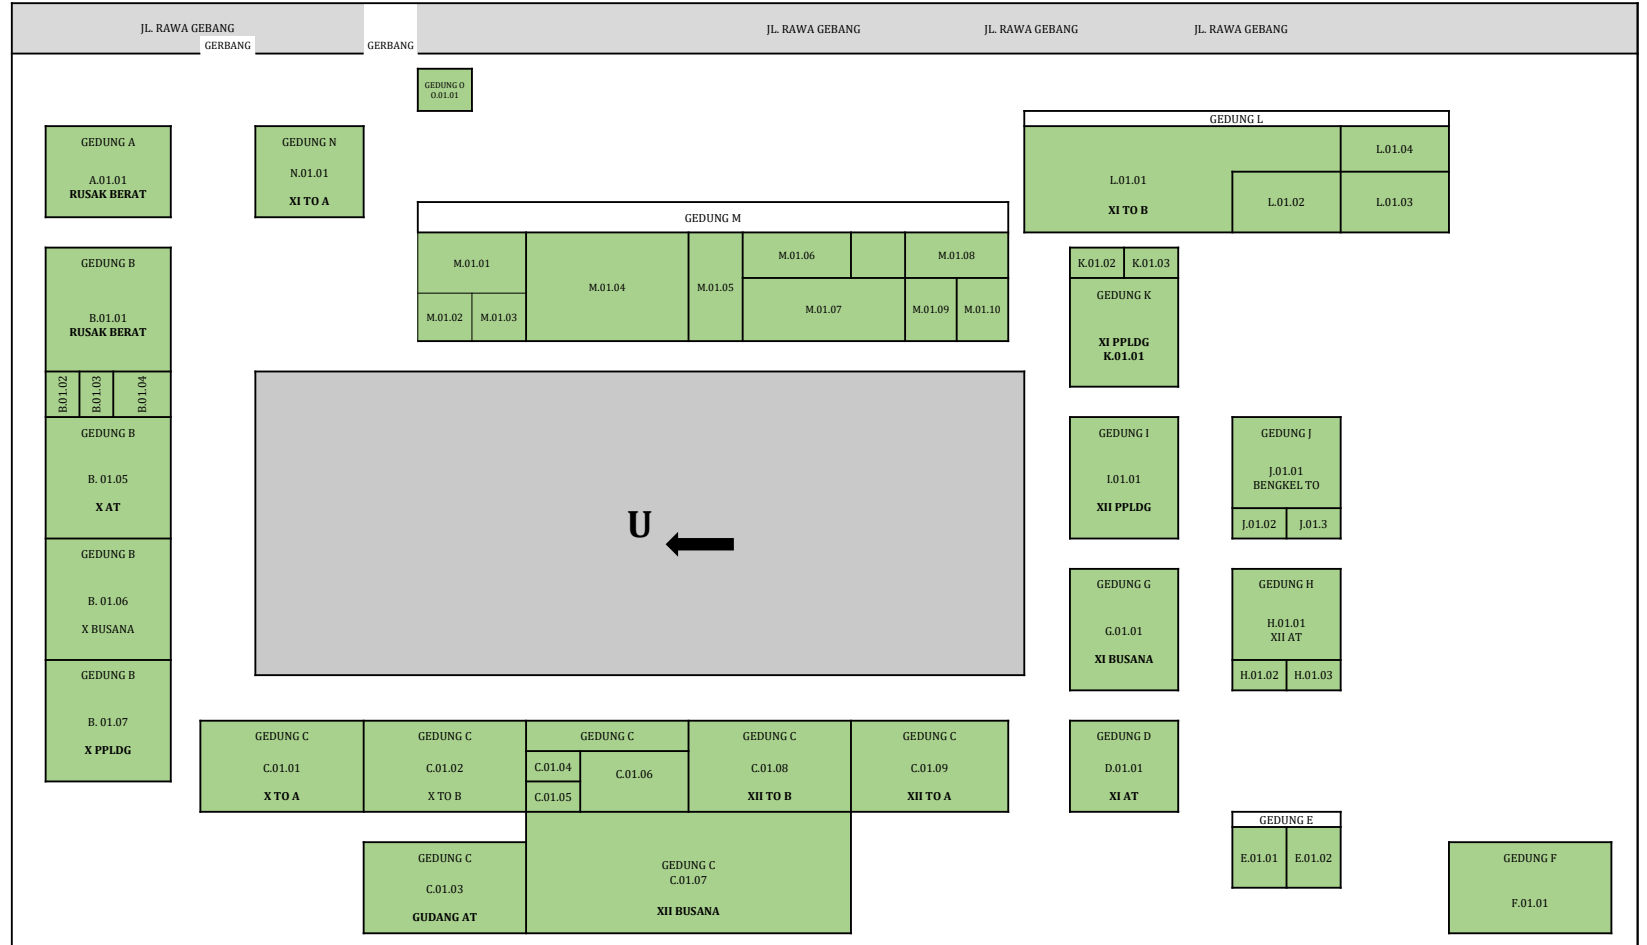 JL. RAWA GEBANG
JL. RAWA GEBANG
JL. RAWA GEBANG
JL. RAWA GEBANG
GERBANG
GERBANG
GEDUNG O
O.01.01
GEDUNG L
L.01.01
XI TO B
L.01.04
L.01.02
L.01.03
GEDUNG A
A.01.01
RUSAK BERAT
GEDUNG N
N.01.01
XI TO A
GEDUNG M
M.01.01
M.01.02
M.01.03
M.01.04
M.01.05
M.01.06
M.01.07
M.01.08
M.01.09
M.01.10
K.01.02
K.01.03
GEDUNG K
XI PPLDG
K.01.01
GEDUNG B
B.01.01
RUSAK BERAT
B.01.02
B.01.03
B.01.04
GEDUNG B
B. 01.05
X AT
GEDUNG B
B. 01.06
X BUSANA
GEDUNG B
B. 01.07
X PPLDG
U
GEDUNG I
I.01.01
XII PPLDG
GEDUNG J
J.01.01
BENGKEL TO
J.01.02
J.01.3
GEDUNG G
G.01.01
XI BUSANA
GEDUNG H
H.01.01
XII AT
H.01.02
H.01.03
GEDUNG C
C.01.01
X TO A
GEDUNG C
C.01.02
X TO B
GEDUNG C
C.01.04
C.01.05
C.01.06
GEDUNG C
C.01.08
XII TO B
GEDUNG C
C.01.09
XII TO A
GEDUNG D
D.01.01
XI AT
GEDUNG C
C.01.03
GUDANG AT
GEDUNG C
C.01.07
XII BUSANA
GEDUNG E
E.01.01
E.01.02
GEDUNG F
F.01.01